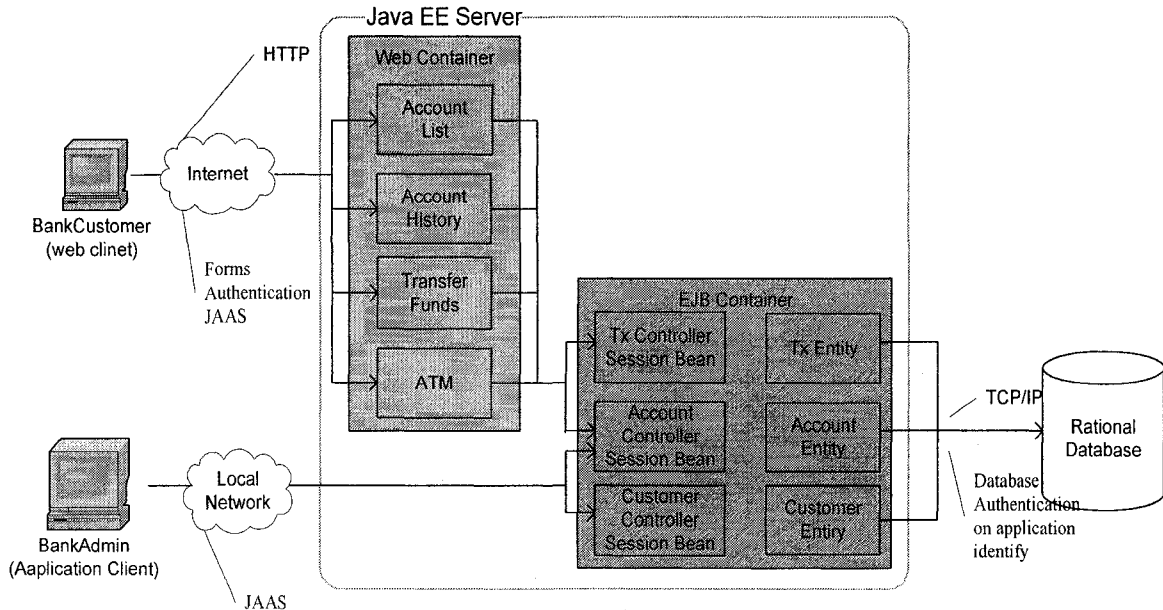 Java EE Server
HTTP
Web Container
Account
List
Internet
BankCustomer
(web clinet)
Account
History
Forms
Authentication
JAAS
Transfer
Funds
ATM
EJB Container
Tx Controller
Session Bean
Tx Entity
Account
Controller
Session Bean
Account
Entity
Customer
Controller
Session Bean
Customer
Entiry
TCP/IP
Rational
Database
Database
Authentication
on application
identify
Local
Network
BankAdmin
(Aaplication Client)
JAAS